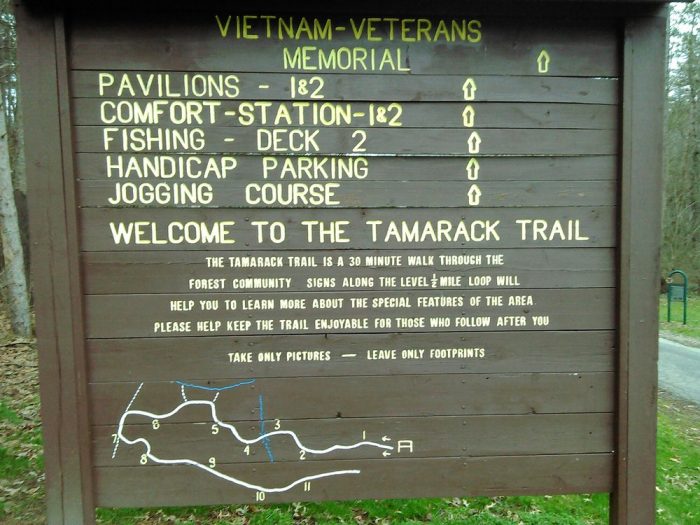 VIETNAM-VETERANS
MEMORIAL
PAVILIONS - 1&2
COMFORT-STATION-1&2
FISHING - DECK 2
HANDICAP PARKING
JOGGING COURSE
WELCOME TO THE TAMARACK TRAIL
THE TAMARACK TRAIL IS A 30 MINUTE WALK THROUGH THE
FOREST COMMUNITY SIGNS ALONG THE LEVEL ½ MILE LOOP WILL
HELP YOU TO LEARN MORE ABOUT THE SPECIAL FEATURES OF THE AREA
PLEASE HELP KEEP THE TRAIL ENJOYABLE FOR THOSE WHO FOLLOW AFTER YOU
TAKE ONLY PICTURES — LEAVE ONLY FOOTPRINTS
1
2
3
4
5
6
7
8
9
10
11